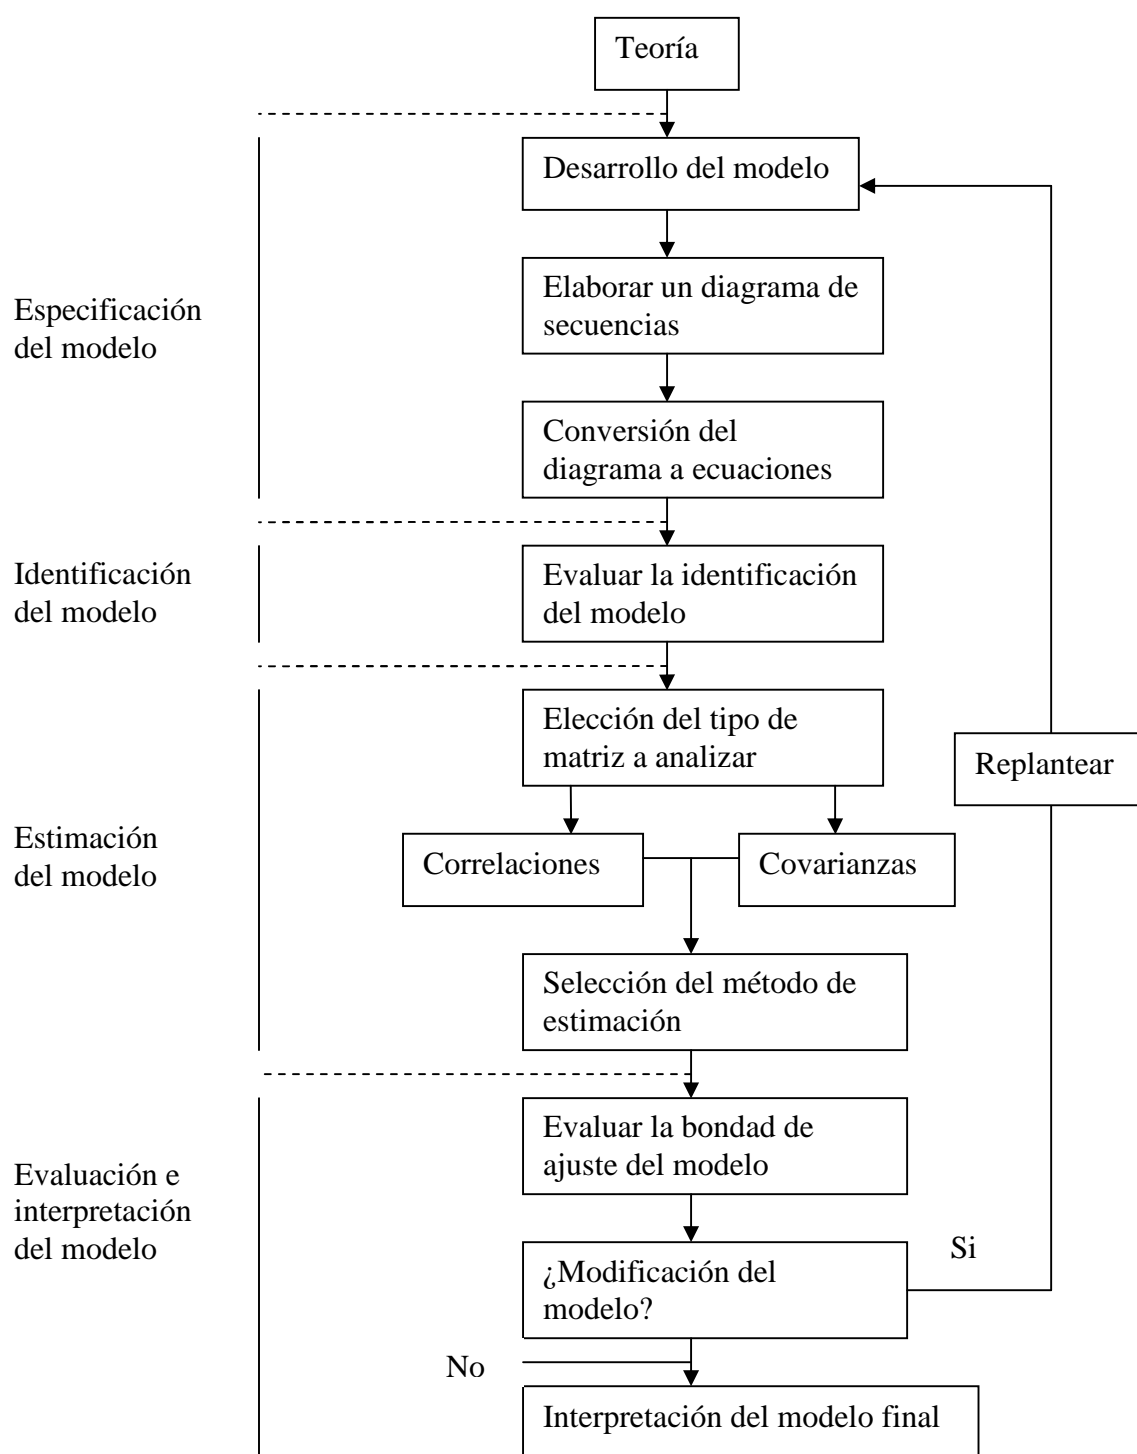 Teoría
Desarrollo del modelo
Elaborar un diagrama de
secuencias
Especificación
del modelo
Conversión del
diagrama a ecuaciones
Identificación
del modelo
Evaluar la identificación
del modelo
Elección del tipo de
matriz a analizar
Replantear
Estimación
del modelo
Correlaciones
Covarianzas
Selección del método de
estimación
Evaluar la bondad de
ajuste del modelo
Evaluación e
interpretación
del modelo
¿Modificación del
modelo?
Si
No
Interpretación del modelo final